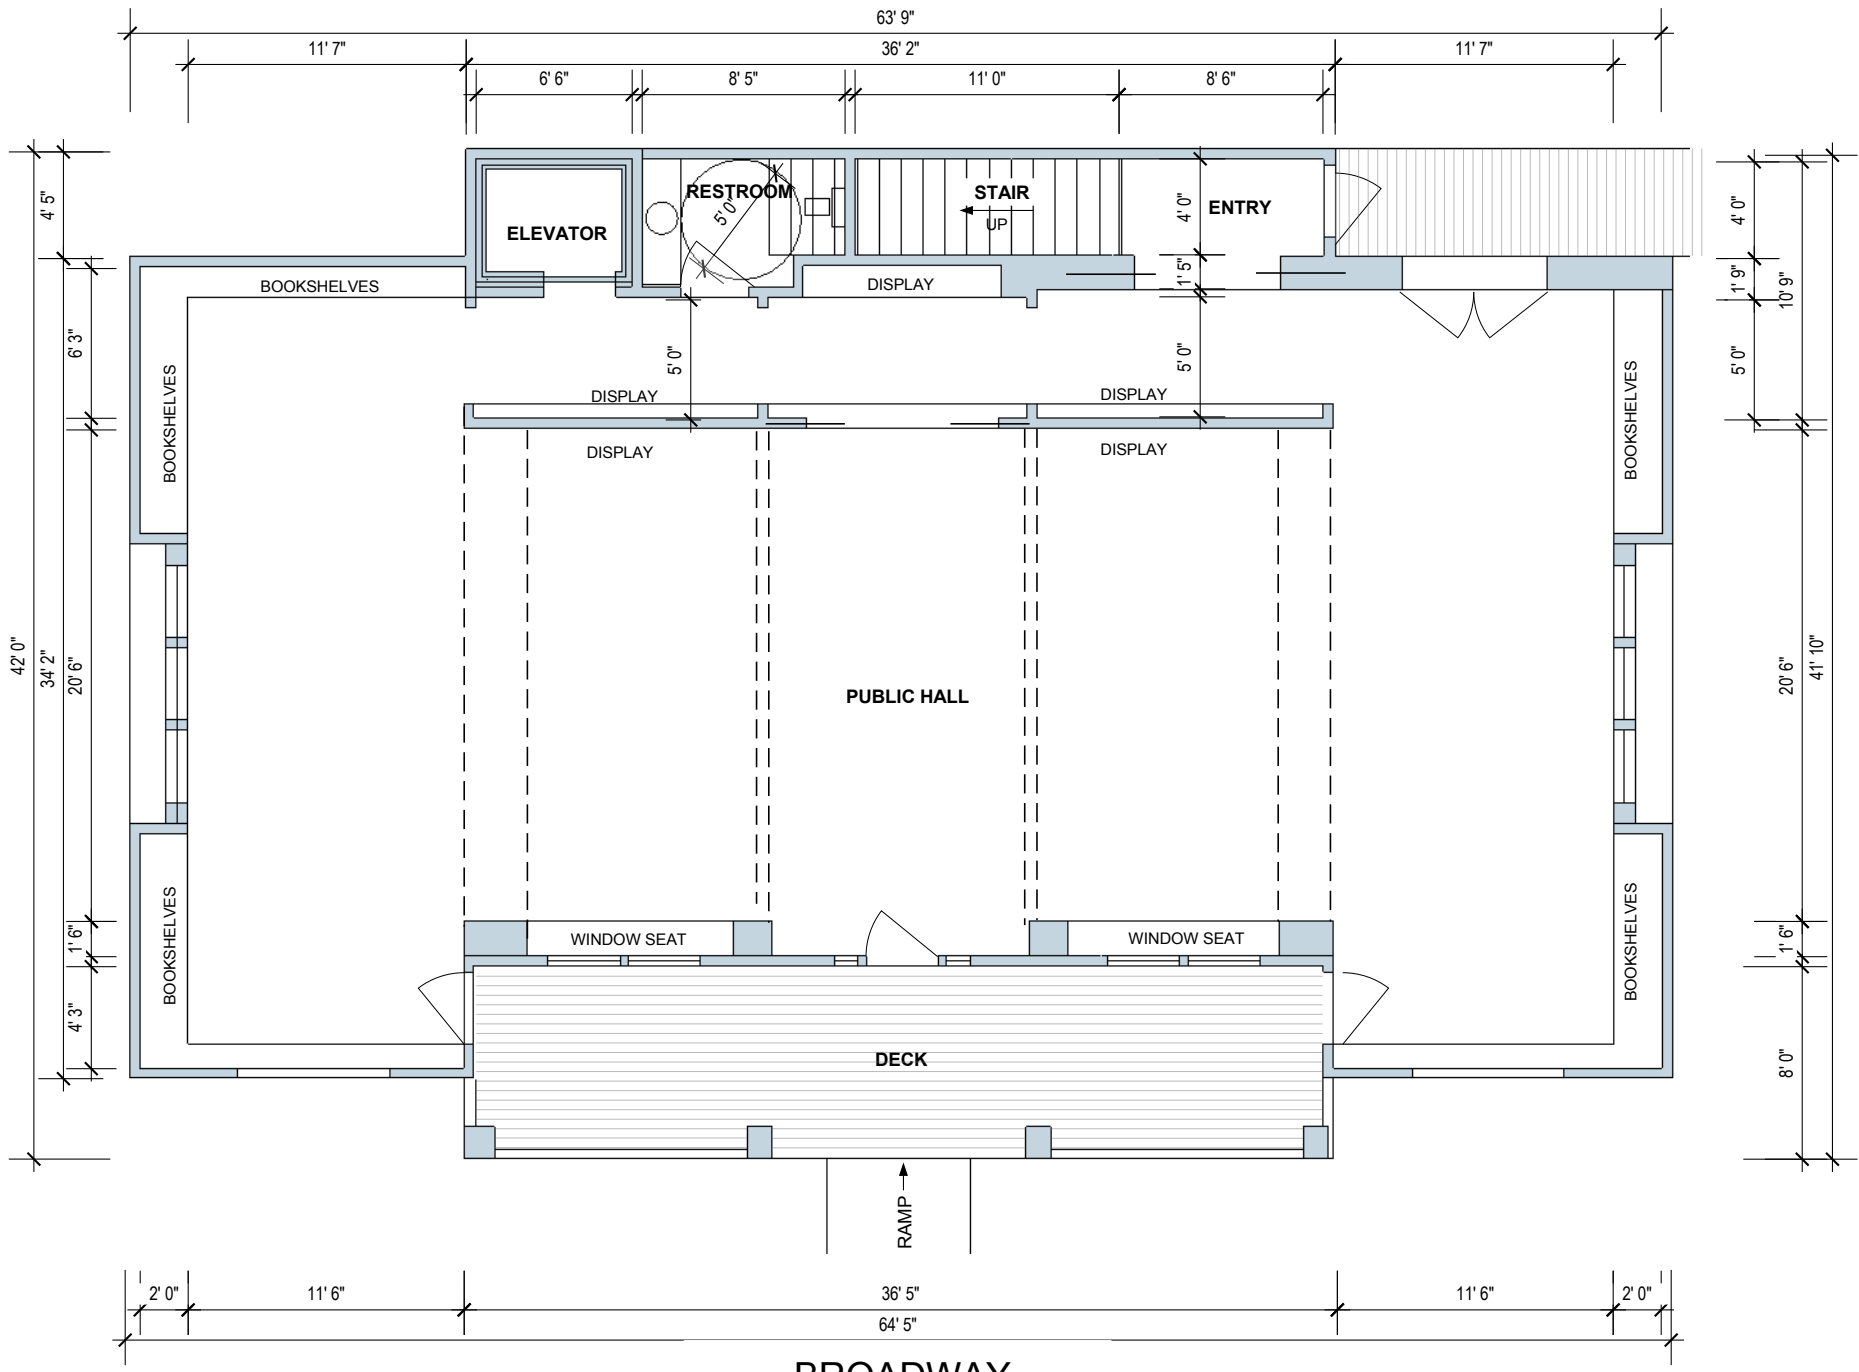 63' 9"
11' 7"
36' 2"
11' 7"
6' 6"
8' 5"
11' 0"
8' 6"
4' 5"
RESTROOM
5' 0"
STAIR
UP
4' 0"
ENTRY
4' 0"
ELEVATOR
BOOKSHELVES
DISPLAY
1' 5"
1' 9"
10' 9"
6' 3"
5' 0"
5' 0"
5' 0"
BOOKSHELVES
DISPLAY
DISPLAY
BOOKSHELVES
DISPLAY
DISPLAY
42' 0"
34' 2"
20' 6"
PUBLIC HALL
20' 6"
41' 10"
1' 6"
BOOKSHELVES
WINDOW SEAT
WINDOW SEAT
BOOKSHELVES
1' 6"
4' 3"
DECK
8' 0"
RAMP
2' 0"
11' 6"
36' 5"
11' 6"
2' 0"
64' 5"
BROADWAY